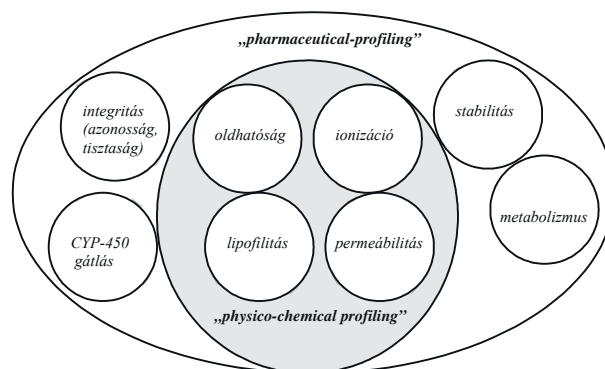 „pharmaceutical-profiling”
integritás
(azonosság,
tisztaság)
oldhatóság
ionizáció
stabilitás
CYP-450
gátlás
lipofilitás
permeábilitás
metabolizmus
„physico-chemical profiling”